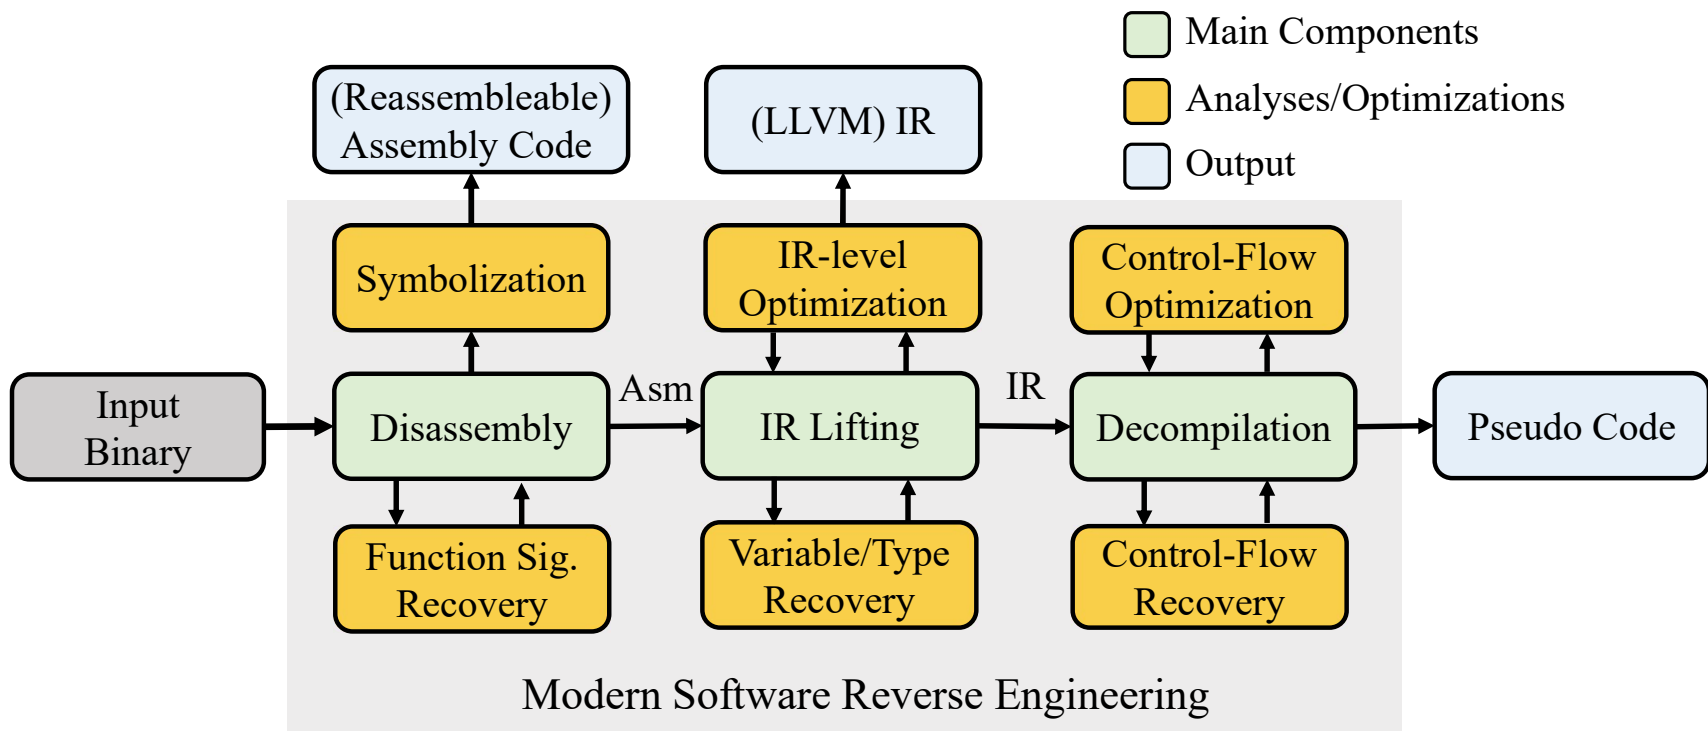 Main Components
Analyses/Optimizations
Output
(Reassembleable)
Assembly Code
(LLVM) IR
Symbolization
IR-level
Optimization
Control-Flow
Optimization
Input
Binary
Disassembly
Asm
IR Lifting
IR
Decompilation
Pseudo Code
Function Sig.
Recovery
Variable/Type
Recovery
Control-Flow
Recovery
Modern Software Reverse Engineering